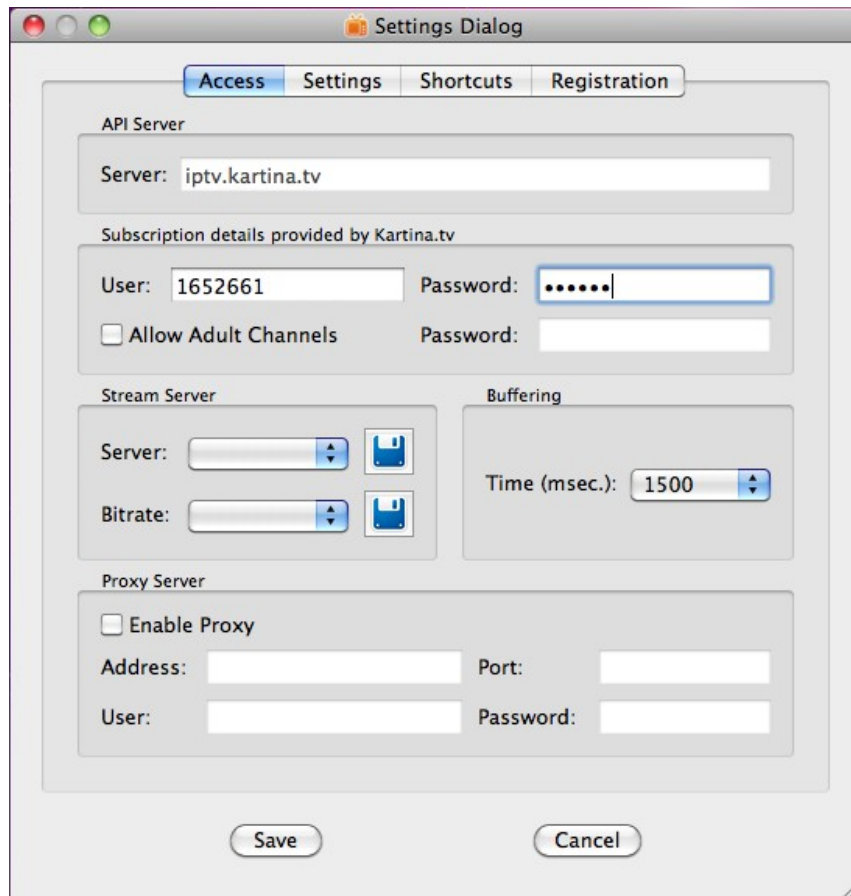 Settings Dialog
Access Settings Shortcuts Registration
API Server
Server: iptv.kartina.tv
Subscription details provided by Kartina.tv
User: 1652661 Password: ••••••
Allow Adult Channels Password:
Stream Server Buffering
Server:
Time (msec.): 1500
Bitrate:
Proxy Server
Enable Proxy
Address: Port:
User: Password:
Save Cancel